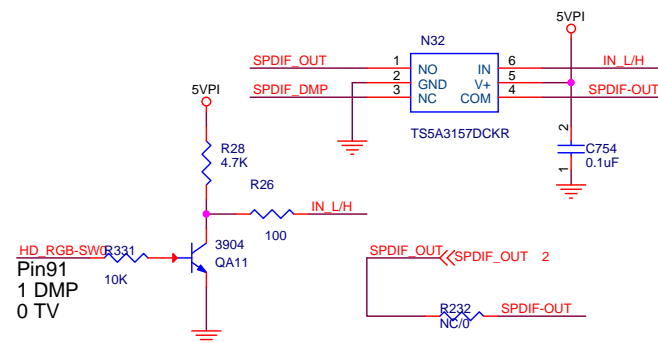 5VPI
N32
SPDIF_OUT 1 NO IN 6 IN_L/H
2 GND V+ 5
SPDIF_DMP 3 NC COM 4 SPDIF-OUT
TS5A3157DCKR
2
C754
0.1uF
1
5VPI
R28
4.7K
R26
IN_L/H
100
HD_RGB-SW0 R331
10K
3904
QA11
Pin91
1 DMP
0 TV
SPDIF_OUT SPDIF_OUT 2
R232
NC/0
SPDIF-OUT